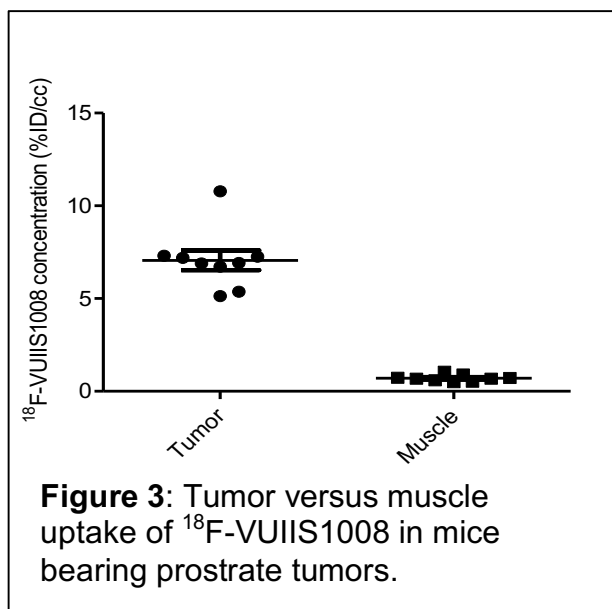 15
10
5
0
¹⁸F-VUIIS1008 concentration (%ID/cc)
Tumor
Muscle
Figure 3: Tumor versus muscle
uptake of ¹⁸F-VUIIS1008 in mice
bearing prostrate tumors.